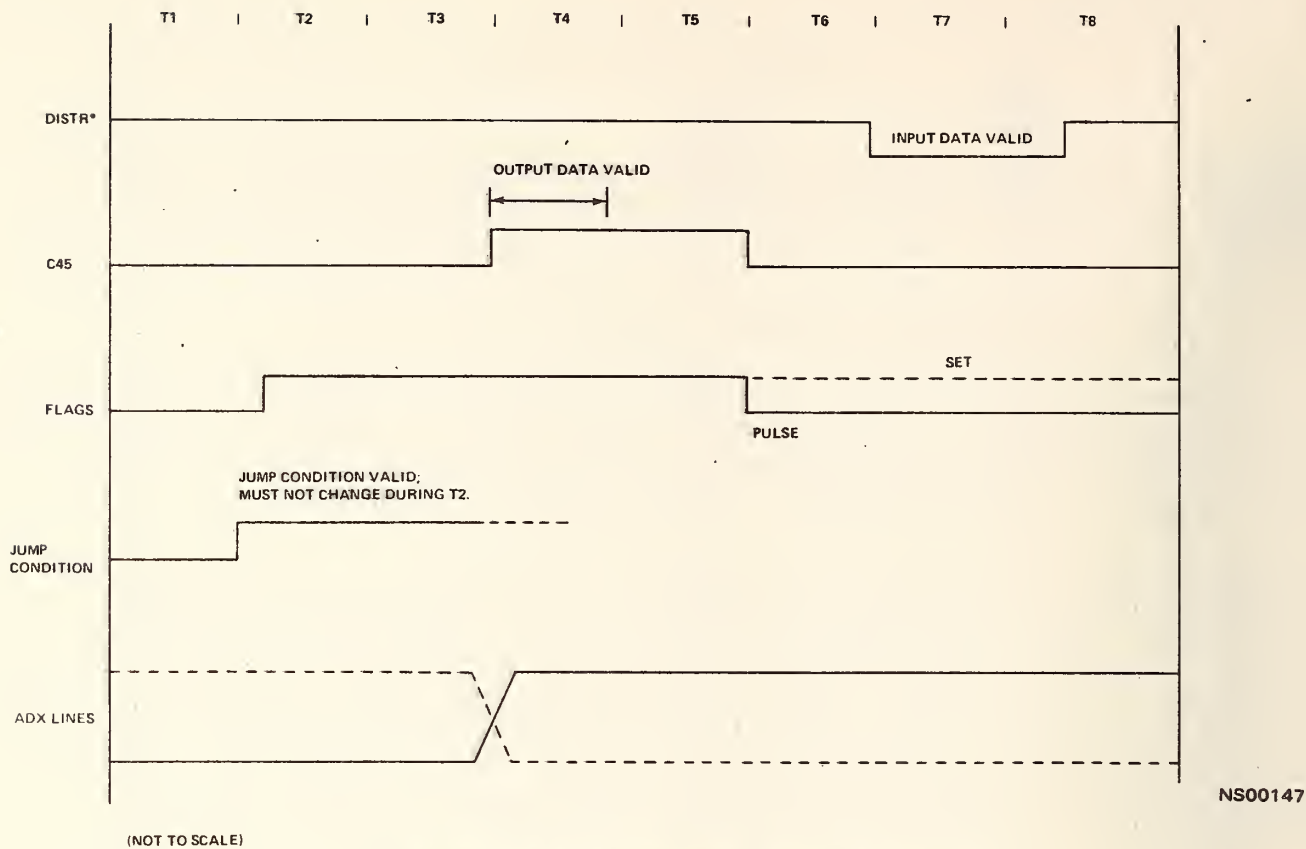 T1 | T2 | T3 | T4 | T5 | T6 | T7 | T8
DISTR*
INPUT DATA VALID
OUTPUT DATA VALID
C45
SET
FLAGS
PULSE
JUMP CONDITION VALID;
MUST NOT CHANGE DURING T2.
JUMP
CONDITION
ADX LINES
NS00147
(NOT TO SCALE)